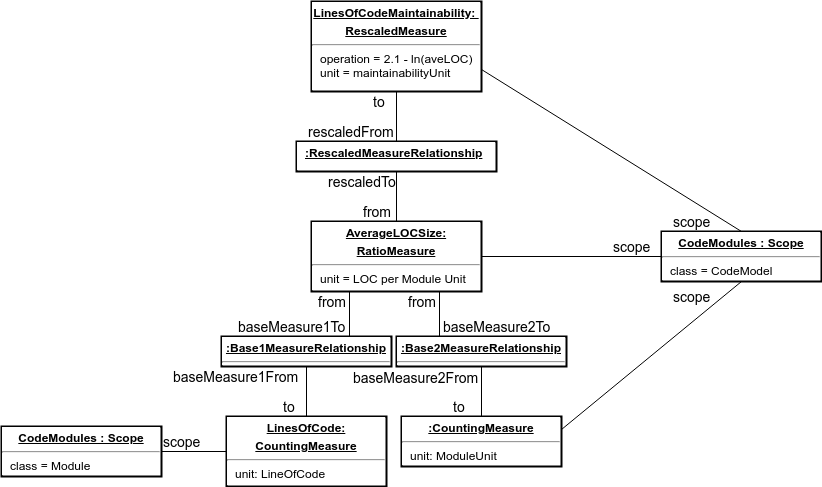 LinesOfCodeMaintainability:
RescaledMeasure
operation = 2.1 - ln(aveLOC)
unit = maintainabilityUnit
to
rescaledFrom
:RescaledMeasureRelationship
rescaledTo
from
scope
AverageLOCSize:
RatioMeasure
unit = LOC per Module Unit
scope
CodeModules : Scope
class = CodeModel
from
from
scope
baseMeasure1To
baseMeasure2To
:Base1MeasureRelationship
:Base2MeasureRelationship
baseMeasure1From
baseMeasure2From
to
to
CodeModules : Scope
class = Module
scope
LinesOfCode:
CountingMeasure
unit: LineOfCode
:CountingMeasure
unit: ModuleUnit